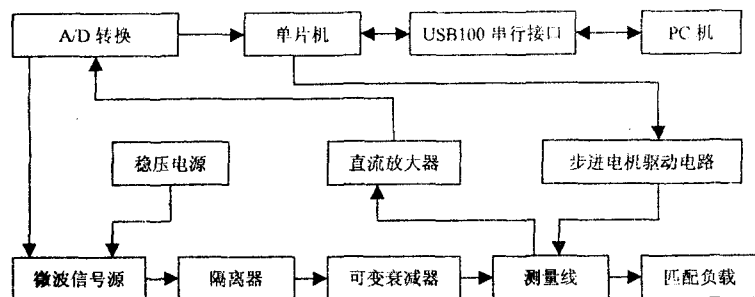 A/D 转换
单片机
USB100 串行接口
PC 机
稳压电源
直流放大器
步进电机驱动电路
微波信号源
隔离器
可变衰减器
测量线
匹配负载